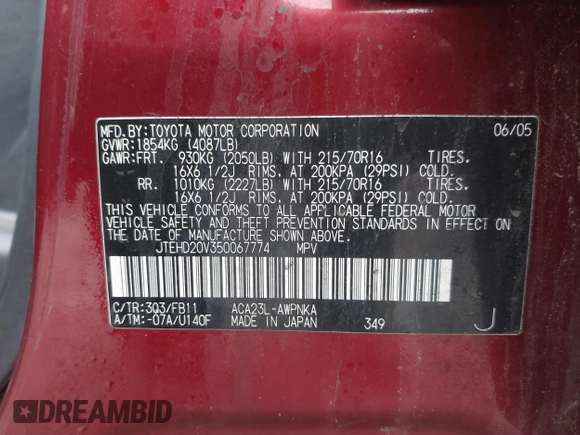 MFD.BY:TOYOTA MOTOR CORPORATION 06/05
GVWR:1854KG (4087LB)
GAWR:FRT. 930KG (2050LB) WITH 215/70R16 TIRES.
16X6 1/2J RIMS. AT 200KPA (29PSI) COLD.
RR. 1010KG (2227LB) WITH 215/70R16 TIRES.
16X6 1/2J RIMS. AT 200KPA (29PSI) COLD.
THIS VEHICLE CONFORMS TO ALL APPLICABLE FEDERAL MOTOR
VEHICLE SAFETY AND THEFT PREVENTION STANDARDS IN EFFECT
ON THE DATE OF MANUFACTURE SHOWN ABOVE.
JTEHD20V350067774 MPV
C/TR:3Q3/FB11 ACA23L-AWPNKA
A/TM:-07A/U140F MADE IN JAPAN 349 J
DREAMBID